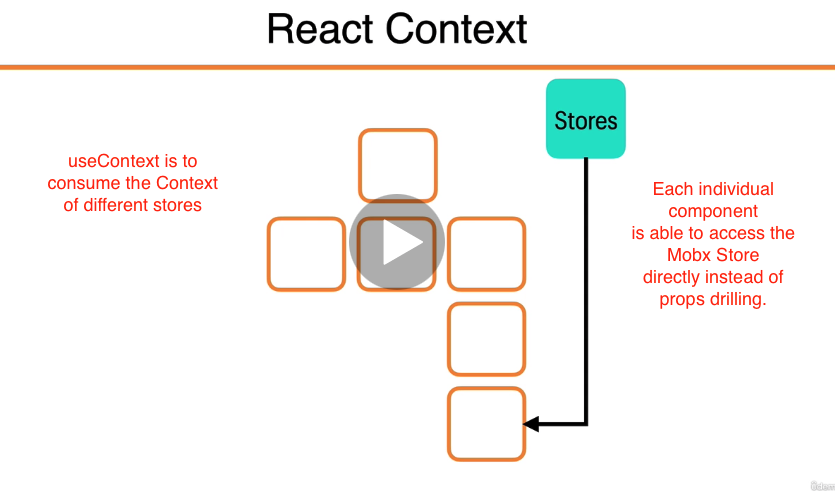 React Context
Stores
useContext is to
consume the Context
of different stores
Each individual
component
is able to access the
Mobx Store
directly instead of
props drilling.